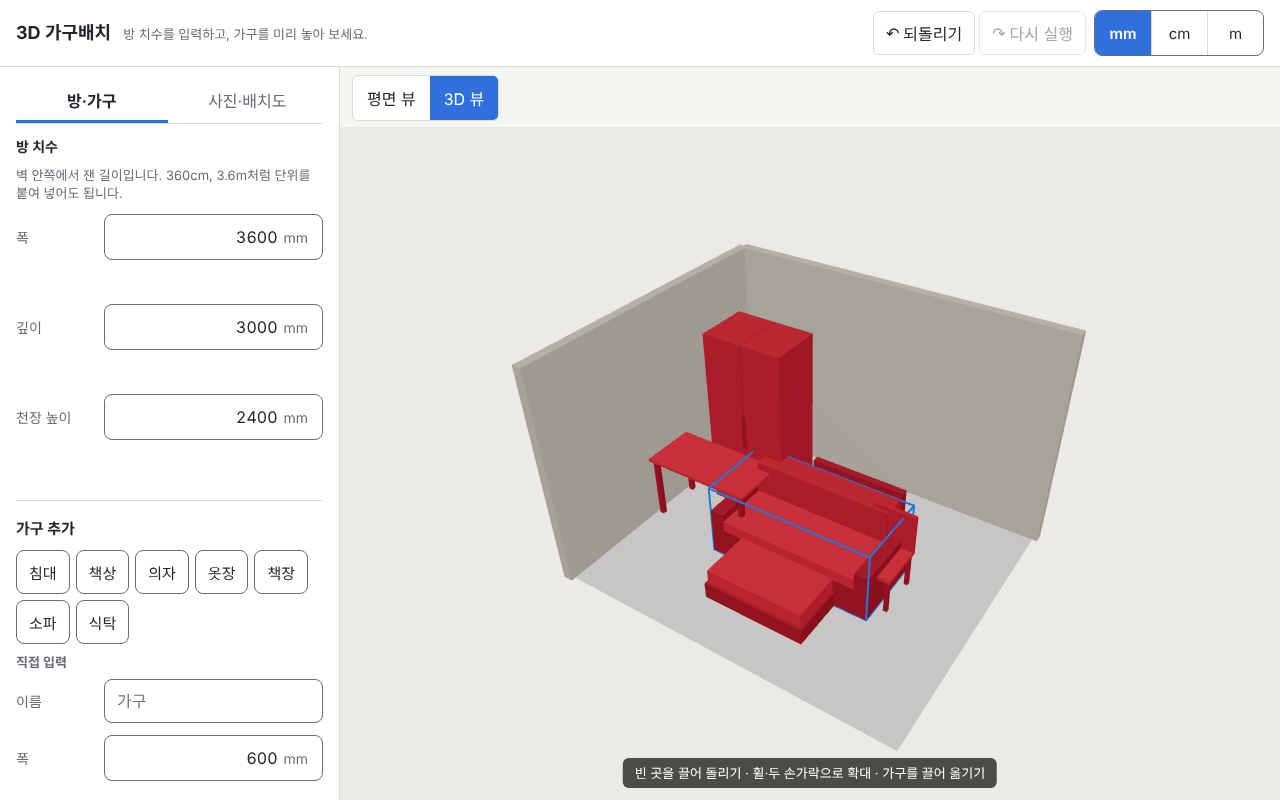 3D 가구배치
방 치수를 입력하고, 가구를 미리 놓아 보세요.
↶ 되돌리기
↷ 다시 실행
mm
cm
m
방·가구
사진·배치도
평면 뷰
3D 뷰
방 치수
벽 안쪽에서 잰 길이입니다. 360cm, 3.6m처럼 단위를
붙여 넣어도 됩니다.
폭
3600 mm
깊이
3000 mm
천장 높이
2400 mm
가구 추가
침대
책상
의자
옷장
책장
소파
식탁
직접 입력
이름
가구
폭
600 mm
빈 곳을 끌어 돌리기 · 휠·두 손가락으로 확대 · 가구를 끌어 옮기기